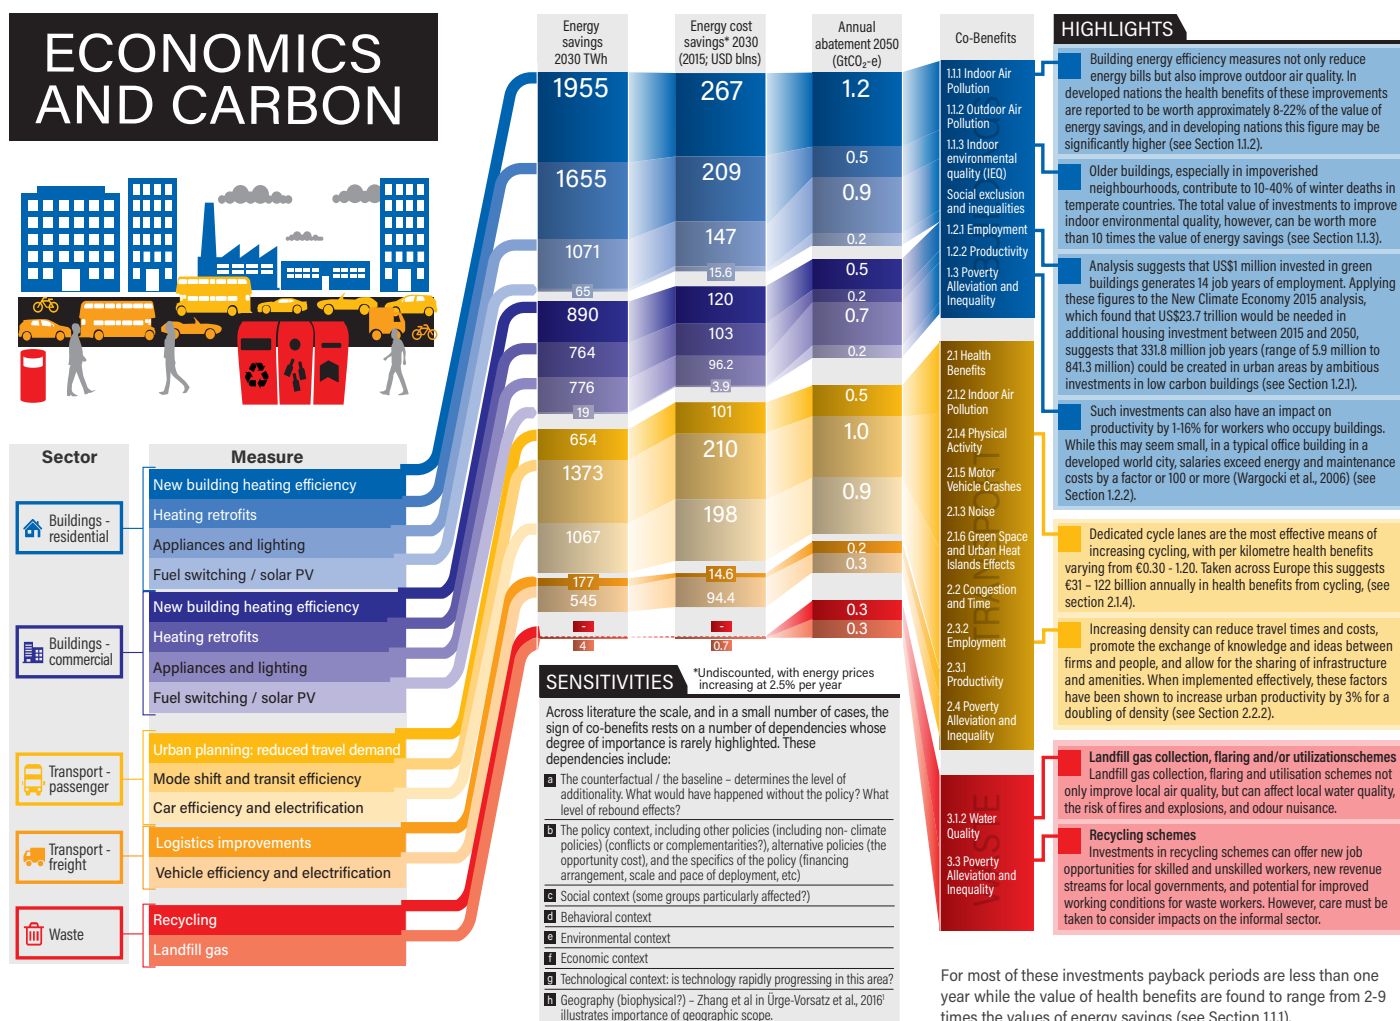 ECONOMICS
AND CARBON
Sector
Measure
Buildings -
residential
New building heating efficiency
Heating retrofits
Appliances and lighting
Fuel switching / solar PV
Buildings -
commercial
New building heating efficiency
Heating retrofits
Appliances and lighting
Fuel switching / solar PV
Transport -
passenger
Urban planning: reduced travel demand
Mode shift and transit efficiency
Car efficiency and electrification
Transport -
freight
Logistics improvements
Vehicle efficiency and electrification
Waste
Recycling
Landfill gas
Energy
savings
2030 TWh
1955
1655
1071
65
890
764
776
19
654
1373
1067
177
545
-
4
Energy cost
savings* 2030
(2015; USD blns)
267
209
147
15.6
120
103
96.2
3.9
101
210
198
14.6
94.4
-
0.7
Annual
abatement 2050
(GtCO₂-e)
1.2
0.5
0.9
0.2
0.5
0.2
0.7
0.2
0.5
1.0
0.9
0.2
0.3
0.3
0.3
*Undiscounted, with energy prices
increasing at 2.5% per year
SENSITIVITIES
Across literature the scale, and in a small number of cases, the
sign of co-benefits rests on a number of dependencies whose
degree of importance is rarely highlighted. These
dependencies include:
a The counterfactual / the baseline – determines the level of
additionality. What would have happened without the policy? What
level of rebound effects?
b The policy context, including other policies (including non- climate
policies) (conflicts or complementarities?), alternative policies (the
opportunity cost), and the specifics of the policy (financing
arrangement, scale and pace of deployment, etc)
c Social context (some groups particularly affected?)
d Behavioral context
e Environmental context
f Economic context
g Technological context: is technology rapidly progressing in this area?
h Geography (biophysical?) – Zhang et al in Ürge-Vorsatz et al., 2016¹
illustrates importance of geographic scope.
Co-Benefits
1.1.1 Indoor Air
Pollution
1.1.2 Outdoor Air
Pollution
1.1.3 Indoor
environmental
quality (IEQ)
Social exclusion
and inequalities
1.2.1 Employment
1.2.2 Productivity
1.3 Poverty
Alleviation and
Inequality
TRANSPORT
2.1 Health
Benefits
2.1.2 Indoor Air
Pollution
2.1.4 Physical
Activity
2.1.5 Motor
Vehicle Crashes
2.1.3 Noise
2.1.6 Green Space
and Urban Heat
Islands Effects
2.2 Congestion
and Time
2.3.2
Employment
2.3.1
Productivity
2.4 Poverty
Alleviation and
Inequality
WASTE
3.1.2 Water
Quality
3.3 Poverty
Alleviation and
Inequality
HIGHLIGHTS
Building energy efficiency measures not only reduce
energy bills but also improve outdoor air quality. In
developed nations the health benefits of these improvements
are reported to be worth approximately 8-22% of the value of
energy savings, and in developing nations this figure may be
significantly higher (see Section 1.1.2).
Older buildings, especially in impoverished
neighbourhoods, contribute to 10-40% of winter deaths in
temperate countries. The total value of investments to improve
indoor environmental quality, however, can be worth more
than 10 times the value of energy savings (see Section 1.1.3).
Analysis suggests that US$1 million invested in green
buildings generates 14 job years of employment. Applying
these figures to the New Climate Economy 2015 analysis,
which found that US$23.7 trillion would be needed in
additional housing investment between 2015 and 2050,
suggests that 331.8 million job years (range of 5.9 million to
841.3 million) could be created in urban areas by ambitious
investments in low carbon buildings (see Section 1.2.1).
Such investments can also have an impact on
productivity by 1-16% for workers who occupy buildings.
While this may seem small, in a typical office building in a
developed world city, salaries exceed energy and maintenance
costs by a factor or 100 or more (Wargocki et al., 2006) (see
Section 1.2.2).
Dedicated cycle lanes are the most effective means of
increasing cycling, with per kilometre health benefits
varying from €0.30 - 1.20. Taken across Europe this suggests
€31 – 122 billion annually in health benefits from cycling, (see
section 2.1.4).
Increasing density can reduce travel times and costs,
promote the exchange of knowledge and ideas between
firms and people, and allow for the sharing of infrastructure
and amenities. When implemented effectively, these factors
have been shown to increase urban productivity by 3% for a
doubling of density (see Section 2.2.2).
Landfill gas collection, flaring and/or utilizationschemes
Landfill gas collection, flaring and utilisation schemes not
only improve local air quality, but can affect local water quality,
the risk of fires and explosions, and odour nuisance.
Recycling schemes
Investments in recycling schemes can offer new job
opportunities for skilled and unskilled workers, new revenue
streams for local governments, and potential for improved
working conditions for waste workers. However, care must be
taken to consider impacts on the informal sector.
For most of these investments payback periods are less than one
year while the value of health benefits are found to range from 2-9
times the values of energy savings (see Section 1.1.1).